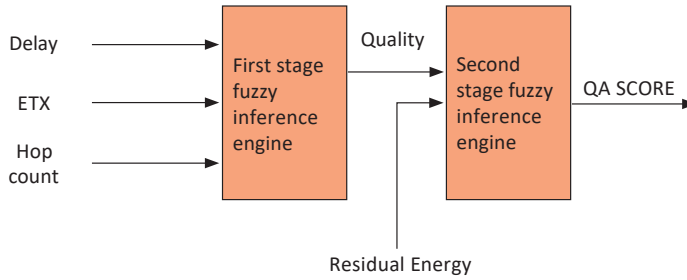 Delay
ETX
Hop
count
First stage
fuzzy
inference
engine
Quality
Second
stage fuzzy
inference
engine
QA SCORE
Residual Energy